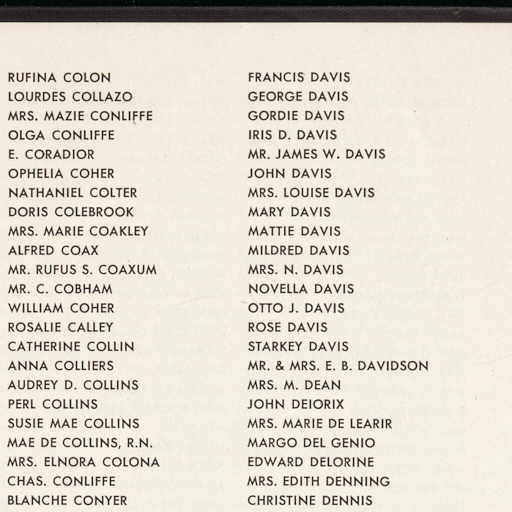 RUFINA COLON
LOURDES COLLAZO
MRS. MAZIE CONLIFFE
OLGA CONLIFFE
E. CORADIOR
OPHELIA COHER
NATHANIEL COLTER
DORIS COLEBROOK
MRS. MARIE COAKLEY
ALFRED COAX
MR. RUFUS S. COAXUM
MR. C. COBHAM
WILLIAM COHER
ROSALIE CALLEY
CATHERINE COLLIN
ANNA COLLIERS
AUDREY D. COLLINS
PERL COLLINS
SUSIE MAE COLLINS
MAE DE COLLINS, R.N.
MRS. ELNORA COLONA
CHAS. CONLIFFE
BLANCHE CONYER
FRANCIS DAVIS
GEORGE DAVIS
GORDIE DAVIS
IRIS D. DAVIS
MR. JAMES W. DAVIS
JOHN DAVIS
MRS. LOUISE DAVIS
MARY DAVIS
MATTIE DAVIS
MILDRED DAVIS
MRS. N. DAVIS
NOVELLA DAVIS
OTTO J. DAVIS
ROSE DAVIS
STARKEY DAVIS
MR. & MRS. E. B. DAVIDSON
MRS. M. DEAN
JOHN DEIORIX
MRS. MARIE DE LEARIR
MARGO DEL GENIO
EDWARD DELORINE
MRS. EDITH DENNING
CHRISTINE DENNIS